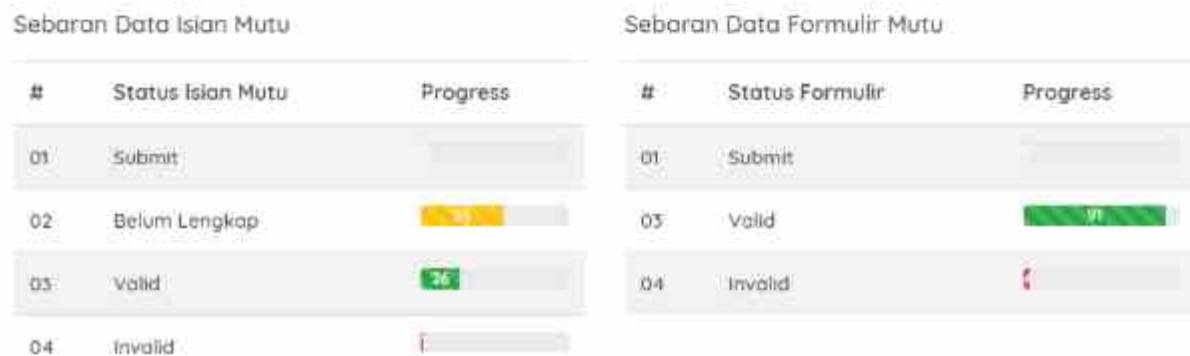 Sebaran Data Isian Mutu
# Status Isian Mutu Progress
01 Submit
02 Belum Lengkap
03 Valid 26
04 Invalid
Sebaran Data Formulir Mutu
# Status Formulir Progress
01 Submit
03 Valid 91
04 Invalid